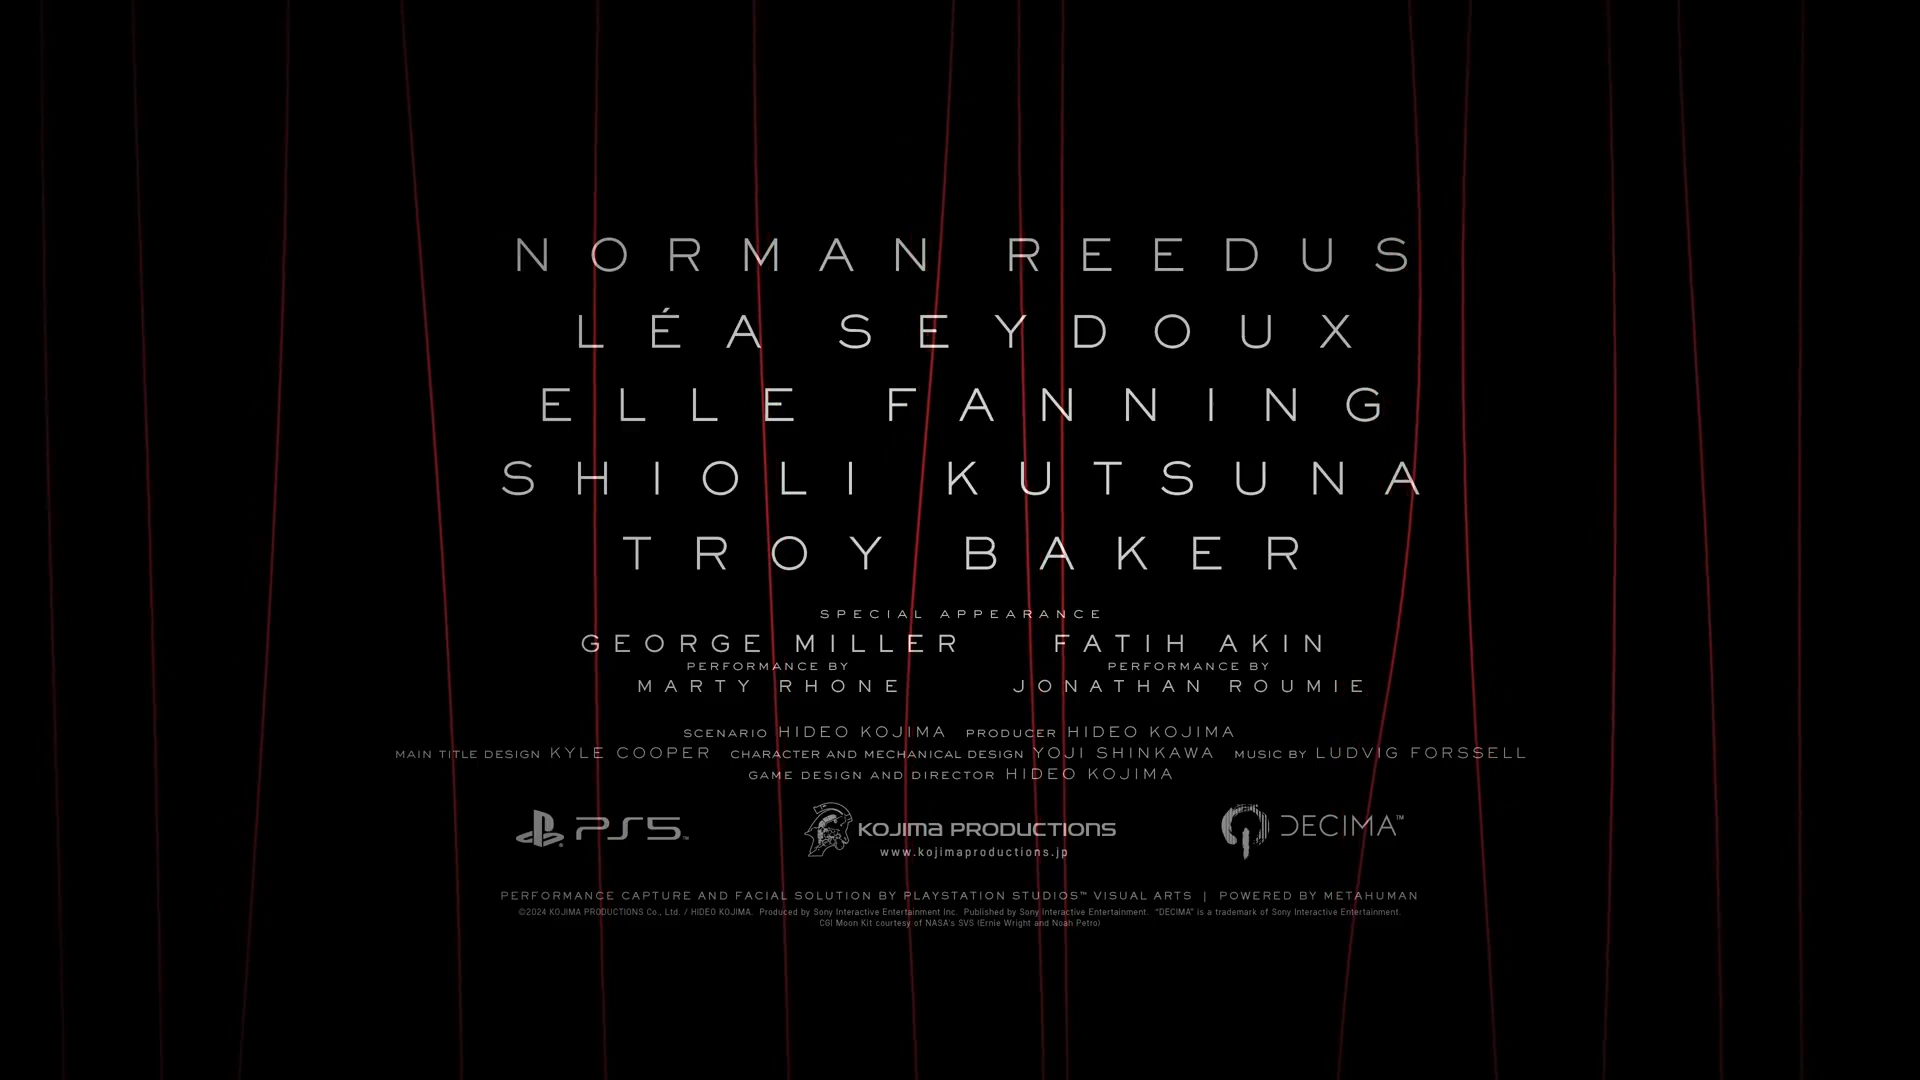 NORMAN REEDUS
LÉA SEYDOUX
ELLE FANNING
SHIOLI KUTSUNA
TROY BAKER
SPECIAL APPEARANCE
GEORGE MILLER FATIH AKIN
PERFORMANCE BY PERFORMANCE BY
MARTY RHONE JONATHAN ROUMIE
SCENARIO HIDEO KOJIMA PRODUCER HIDEO KOJIMA
MAIN TITLE DESIGN KYLE COOPER CHARACTER AND MECHANICAL DESIGN YOJI SHINKAWA MUSIC BY LUDVIG FORSSELL
GAME DESIGN AND DIRECTOR HIDEO KOJIMA
PS5™ KOJIMA PRODUCTIONS DECIMA™
www.kojimaproductions.jp
PERFORMANCE CAPTURE AND FACIAL SOLUTION BY PLAYSTATION STUDIOS™ VISUAL ARTS | POWERED BY METAHUMAN
©2024 KOJIMA PRODUCTIONS Co., Ltd. / HIDEO KOJIMA. Produced by Sony Interactive Entertainment Inc. Published by Sony Interactive Entertainment. “DECIMA” is a trademark of Sony Interactive Entertainment.
CGI Moon Kit courtesy of NASA's SVS (Ernie Wright and Noah Petro)